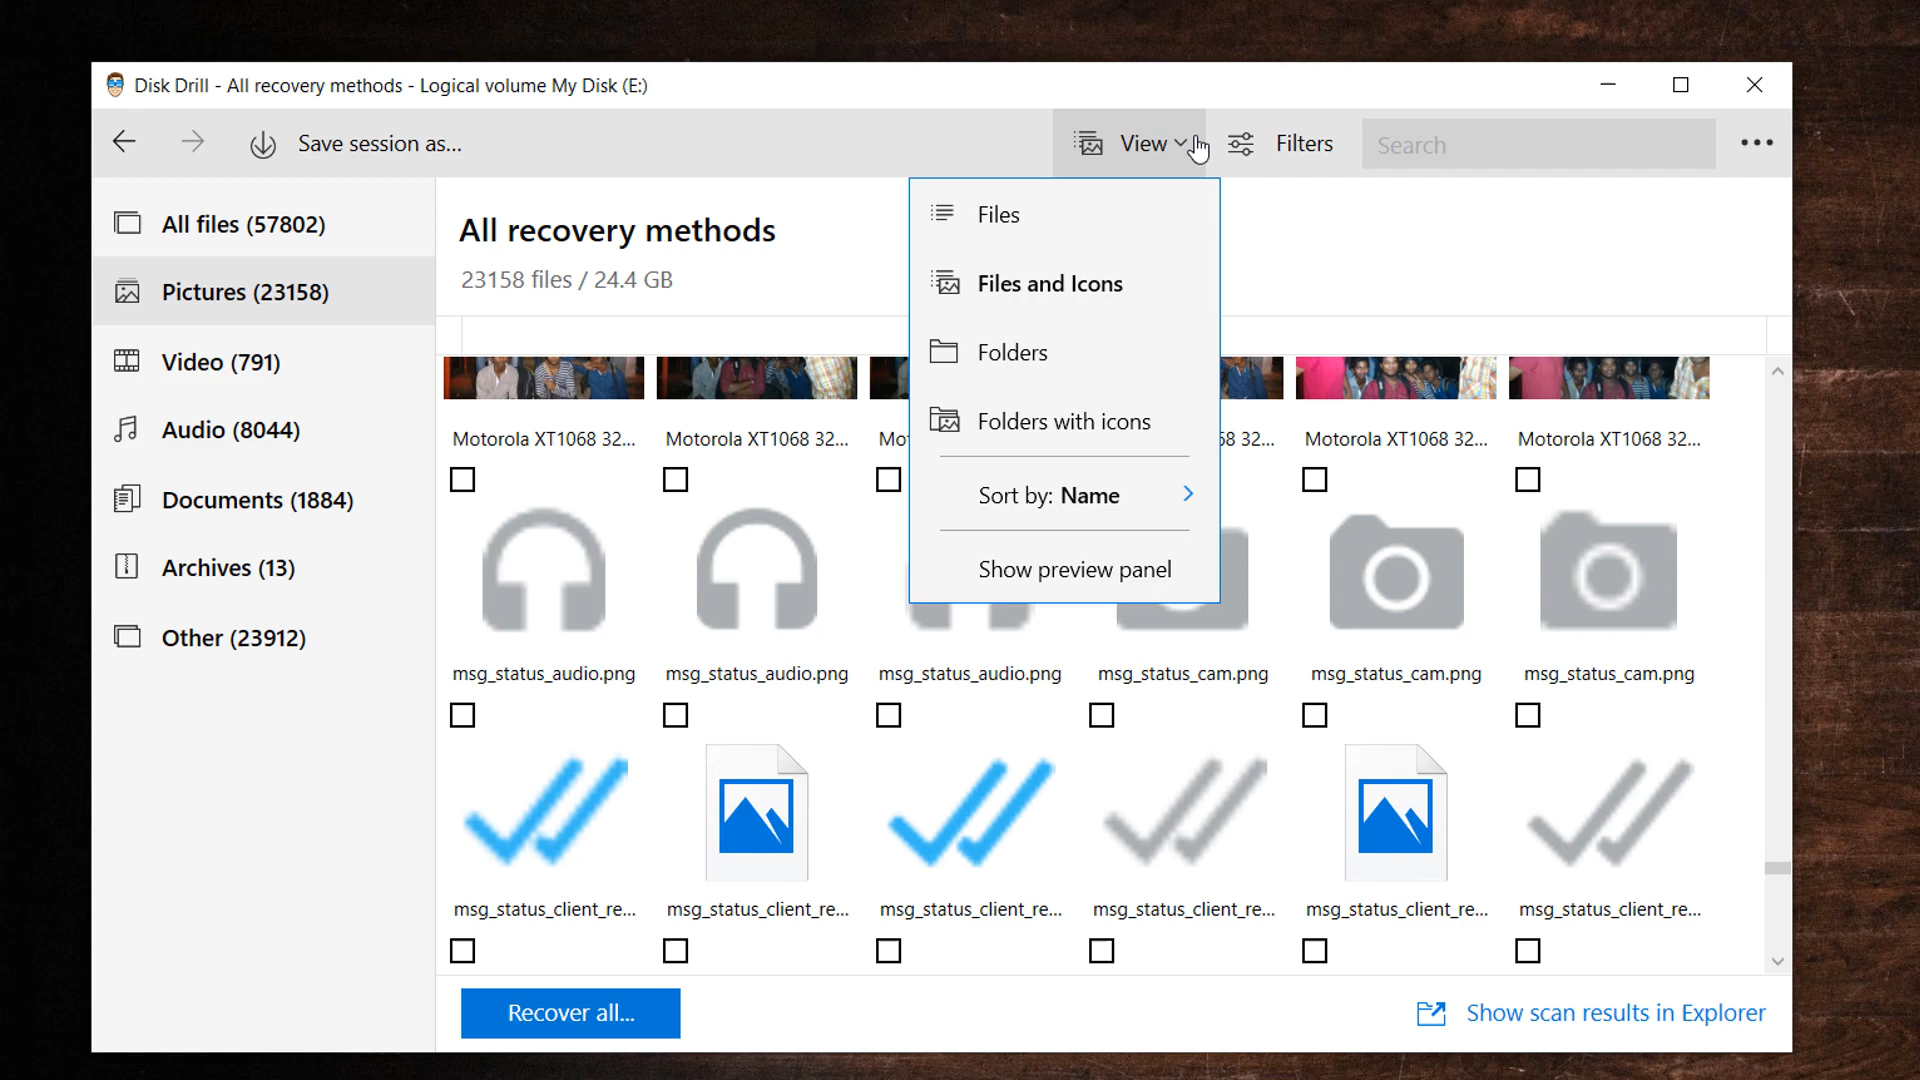 Disk Drill - All recovery methods - Logical volume My Disk (E:)
Save session as...
View
Filters
Search
All files (57802)
Pictures (23158)
Video (791)
Audio (8044)
Documents (1884)
Archives (13)
Other (23912)
All recovery methods
23158 files / 24.4 GB
Files
Files and Icons
Folders
Folders with icons
Sort by: Name
Show preview panel
Motorola XT1068 32... Motorola XT1068 32... Mot 68 32... Motorola XT1068 32... Motorola XT1068 32...
msg_status_audio.png msg_status_audio.png msg_status_audio.png msg_status_cam.png msg_status_cam.png msg_status_cam.png
msg_status_client_re... msg_status_client_re... msg_status_client_re... msg_status_client_re... msg_status_client_re... msg_status_client_re...
Recover all...
Show scan results in Explorer